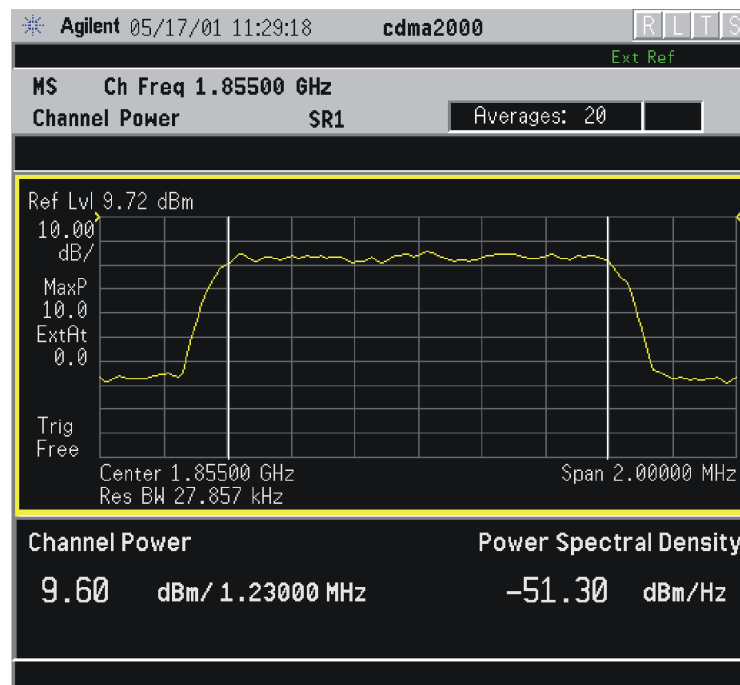 Agilent 05/17/01 11:29:18 cdma2000 R L T S
Ext Ref
MS Ch Freq 1.85500 GHz
Channel Power SR1 Averages: 20
Ref Lvl 9.72 dBm
10.00
dB/
MaxP
10.0
ExtAt
0.0
Trig
Free
Center 1.85500 GHz Span 2.00000 MHz
Res BW 27.857 kHz
Channel Power Power Spectral Density
9.60 dBm/ 1.23000 MHz -51.30 dBm/Hz